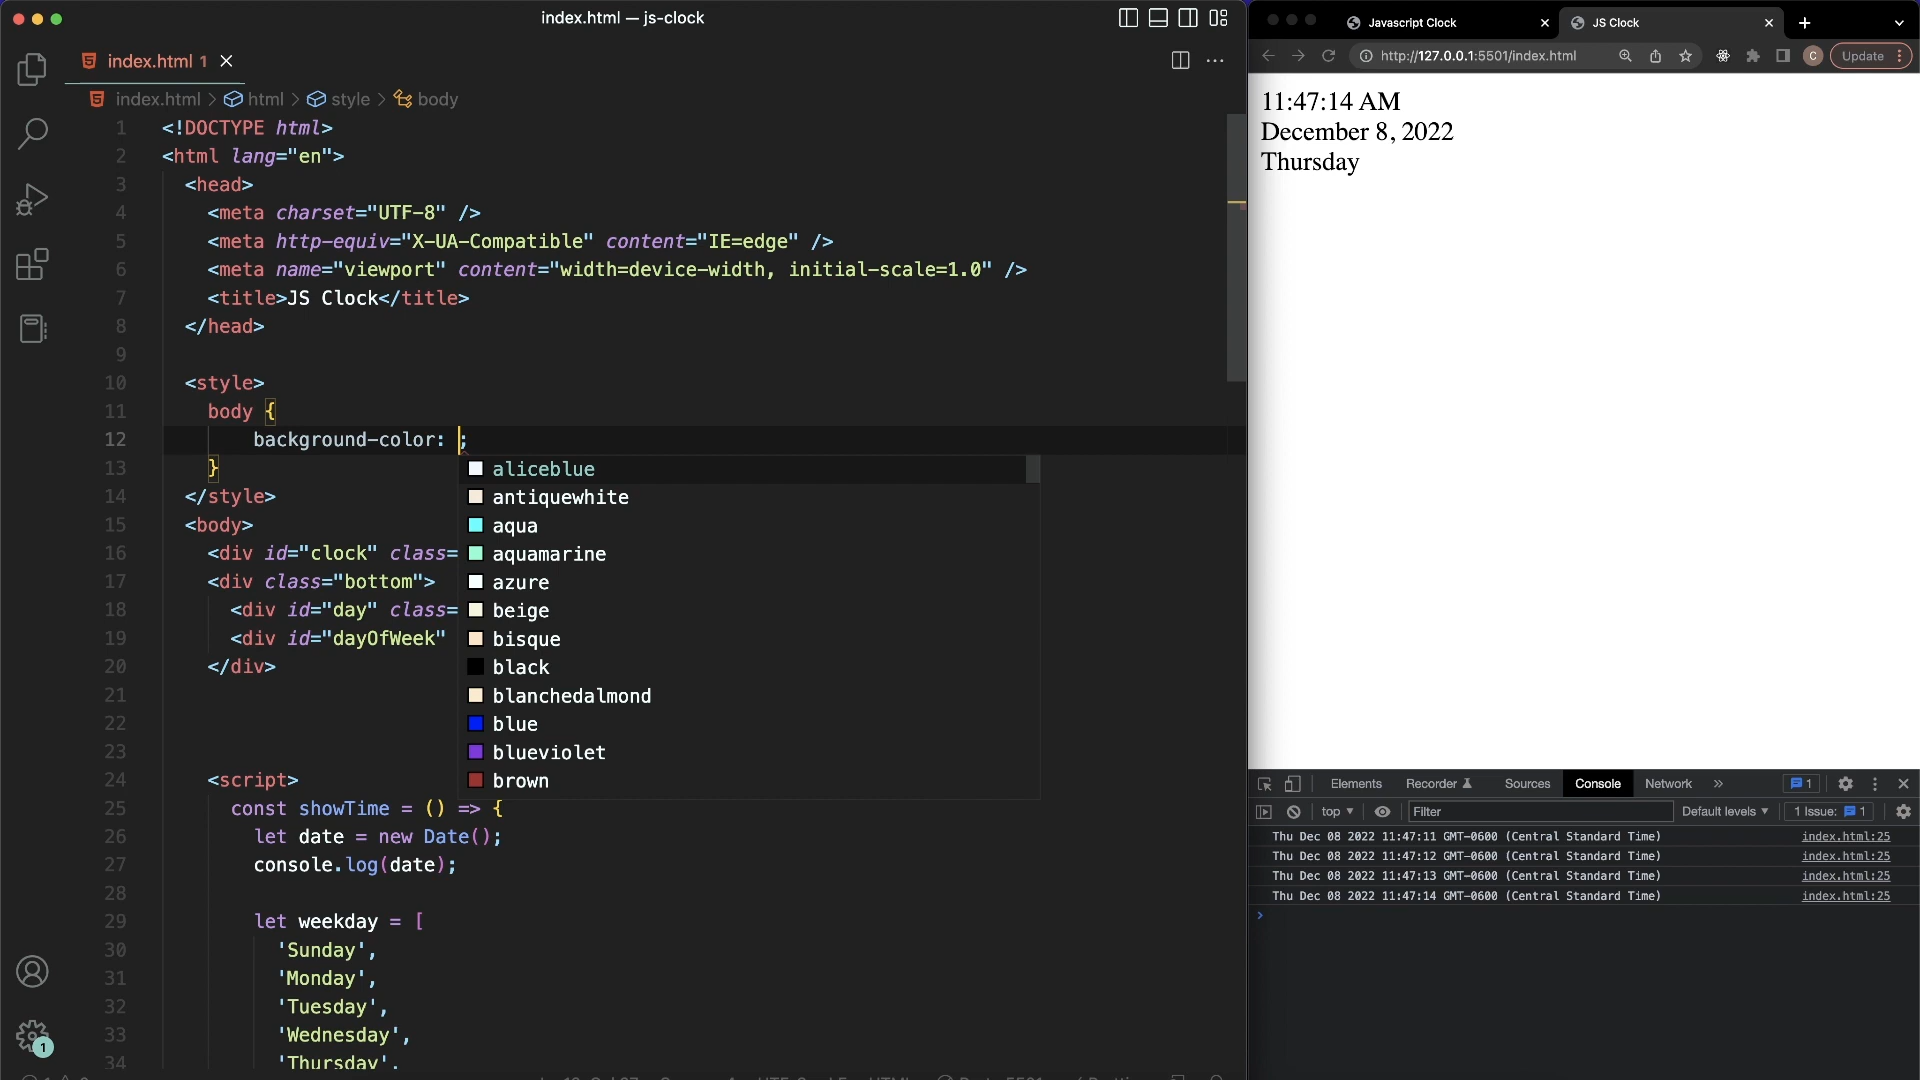 index.html — js-clock
index.html 1
index.html > html > style > body
1 <!DOCTYPE html>
2 <html lang="en">
3 <head>
4 <meta charset="UTF-8" />
5 <meta http-equiv="X-UA-Compatible" content="IE=edge" />
6 <meta name="viewport" content="width=device-width, initial-scale=1.0" />
7 <title>JS Clock</title>
8 </head>
9
10 <style>
11 body {
12 background-color: ;
13 }
14 </style>
15 <body>
16 <div id="clock" class=
17 <div class="bottom">
18 <div id="day" class=
19 <div id="dayOfWeek"
20 </div>
21
22
23
24 <script>
25 const showTime = () => {
26 let date = new Date();
27 console.log(date);
28
29 let weekday = [
30 'Sunday',
31 'Monday',
32 'Tuesday',
33 'Wednesday',
34 'Thursday',
aliceblue
antiquewhite
aqua
aquamarine
azure
beige
bisque
black
blanchedalmond
blue
blueviolet
brown
1
Javascript Clock
JS Clock
http://127.0.0.1:5501/index.html
C
Update
11:47:14 AM
December 8, 2022
Thursday
Elements Recorder Sources Console Network » 1
top Filter Default levels 1 Issue: 1
Thu Dec 08 2022 11:47:11 GMT-0600 (Central Standard Time) index.html:25
Thu Dec 08 2022 11:47:12 GMT-0600 (Central Standard Time) index.html:25
Thu Dec 08 2022 11:47:13 GMT-0600 (Central Standard Time) index.html:25
Thu Dec 08 2022 11:47:14 GMT-0600 (Central Standard Time) index.html:25